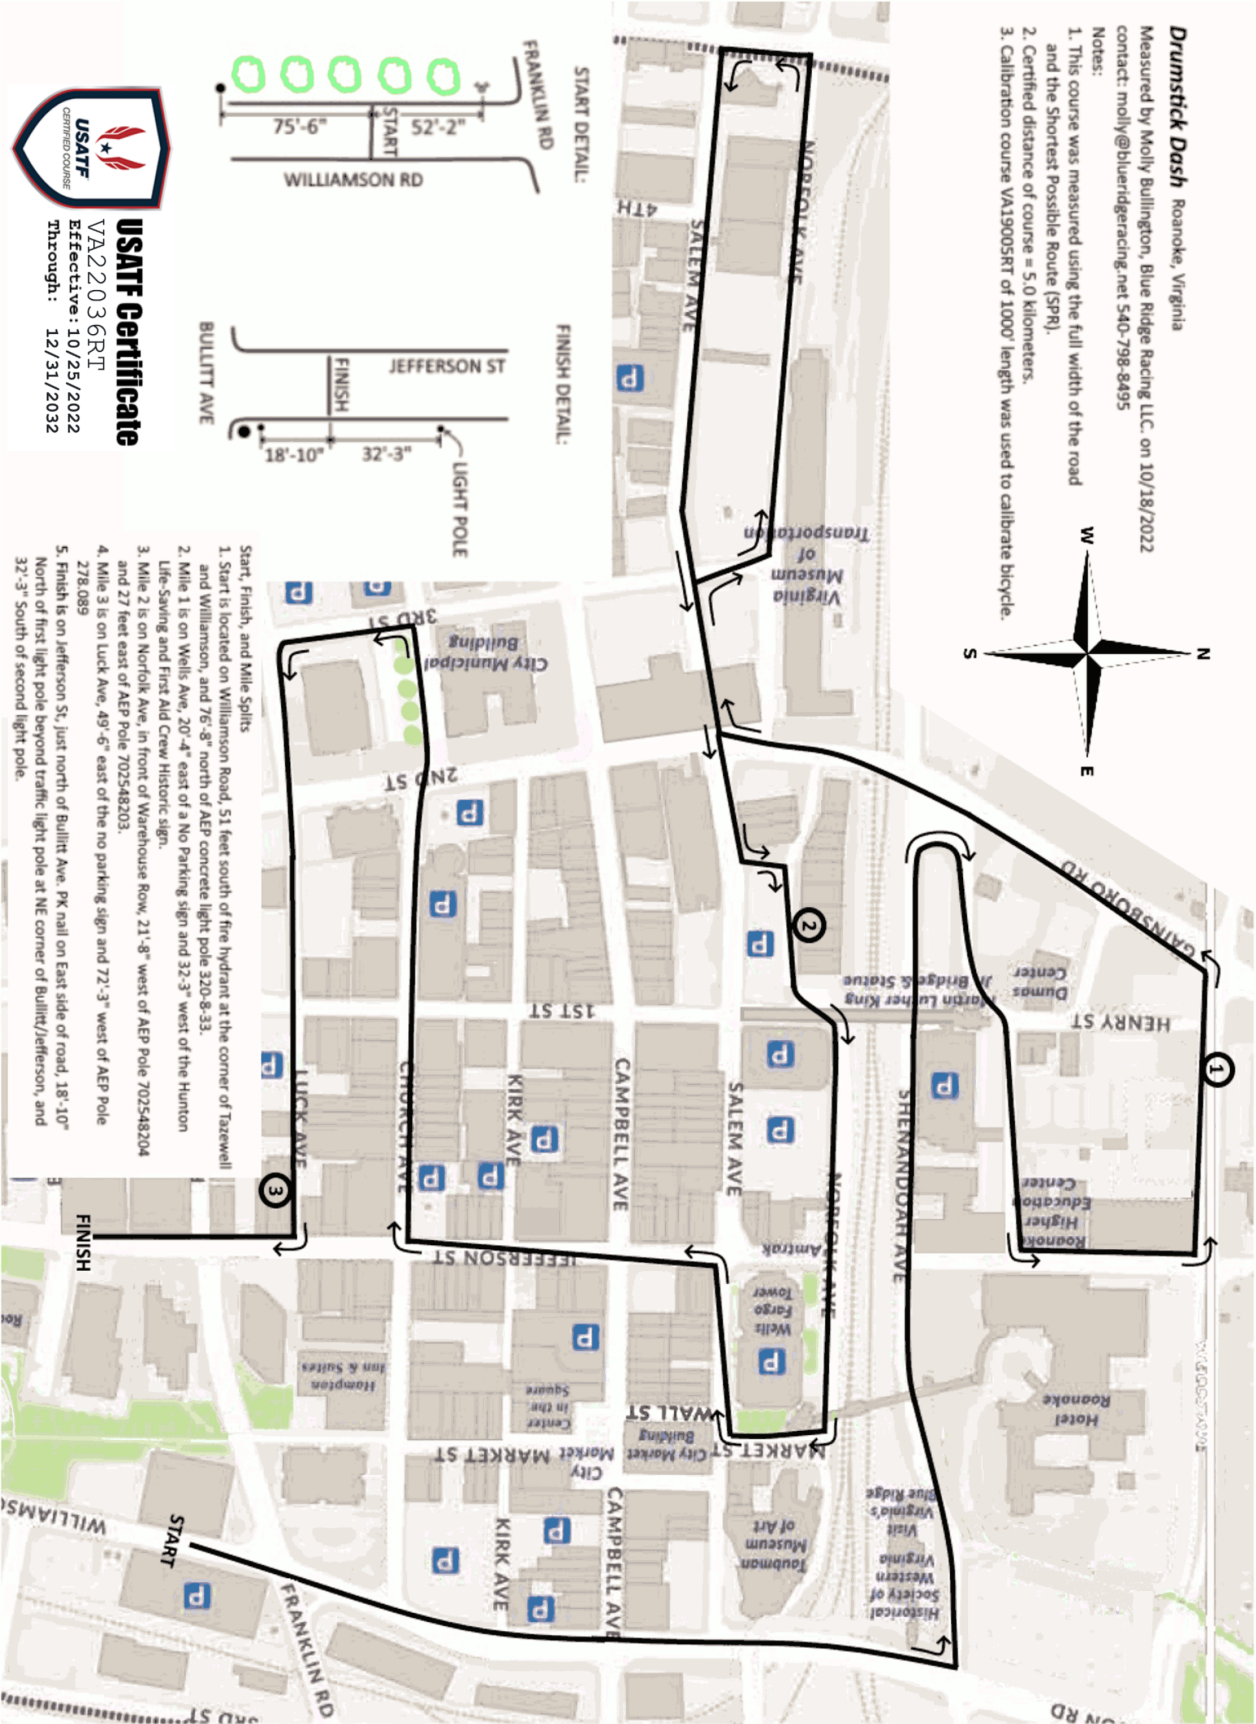 Drumstick Dash Roanoke, Virginia
Measured by Molly Bullington, Blue Ridge Racing LLC. on 10/18/2022
contact: molly@blueridgeracing.net 540-798-8495
Notes:
1. This course was measured using the full width of the road
and the Shortest Possible Route (SPR).
2. Certified distance of course = 5.0 kilometers.
3. Calibration course VA19005RT of 1000' length was used to calibrate bicycle.
N
W
E
S
START DETAIL:
FRANKLIN RD
52'-2"
START
75'-6"
WILLIAMSON RD
FINISH DETAIL:
JEFFERSON ST
FINISH
BULLITT AVE
LIGHT POLE
32'-3"
18'-10"
USATF
CERTIFIED COURSE
USATF Certificate
VA22036RT
Effective:10/25/2022
Through: 12/31/2032
Start, Finish, and Mile Splits
1. Start is located on Williamson Road, 51 feet south of fire hydrant at the corner of Tazewell
and Williamson, and 76'-8" north of AEP concrete light pole 320-8-33.
2. Mile 1 is on Wells Ave, 20'-4" east of a No Parking sign and 32-3" west of the Hunton
Life-Saving and First Aid Crew Historic sign.
3. Mile 2 is on Norfolk Ave, in front of Warehouse Row, 21'-8" west of AEP Pole 702548204
and 27 feet east of AEP Pole 702548203.
4. Mile 3 is on Luck Ave, 49'-6" east of the no parking sign and 72'-3" west of AEP Pole
278.089
5. Finish is on Jefferson St, just north of Bullitt Ave. PK nail on East side of road, 18'-10"
North of first light pole beyond traffic light pole at NE corner of Bullitt/Jefferson, and
32'-3" South of second light pole.
NORFOLK AVE
4TH
SALEM AVE
P
Virginia
Museum
of
Transportation
3RD ST
P
P
City Municipal
Building
2ND ST
P
P
P
GAINSBORO RD
Dumas
Center
HENRY ST
Martin Luther King
Jr Bridge & Statue
1
2
1ST ST
P
P
P
P
LUCK AVE
CHURCH AVE
KIRK AVE
CAMPBELL AVE
SALEM AVE
NORFOLK AVE
SHENANDOAH AVE
P
P
P
3
Roanoke
Higher
Education
Center
Amtrak
JEFFERSON ST
FINISH
Wells
Fargo
Tower
P
P
Hampton
Inn & Suites
Center
in the
Square
WALL ST
City Market
Building
MARKET ST
MARKET ST
City
Market
Hotel
Roanoke
Taubman
Museum
of Art
Visit
Virginia's
Blue Ridge
Historical
Society of
Western
Virginia
KIRK AVE
CAMPBELL AVE
P
P
P
P
START
FRANKLIN RD
3RD ST